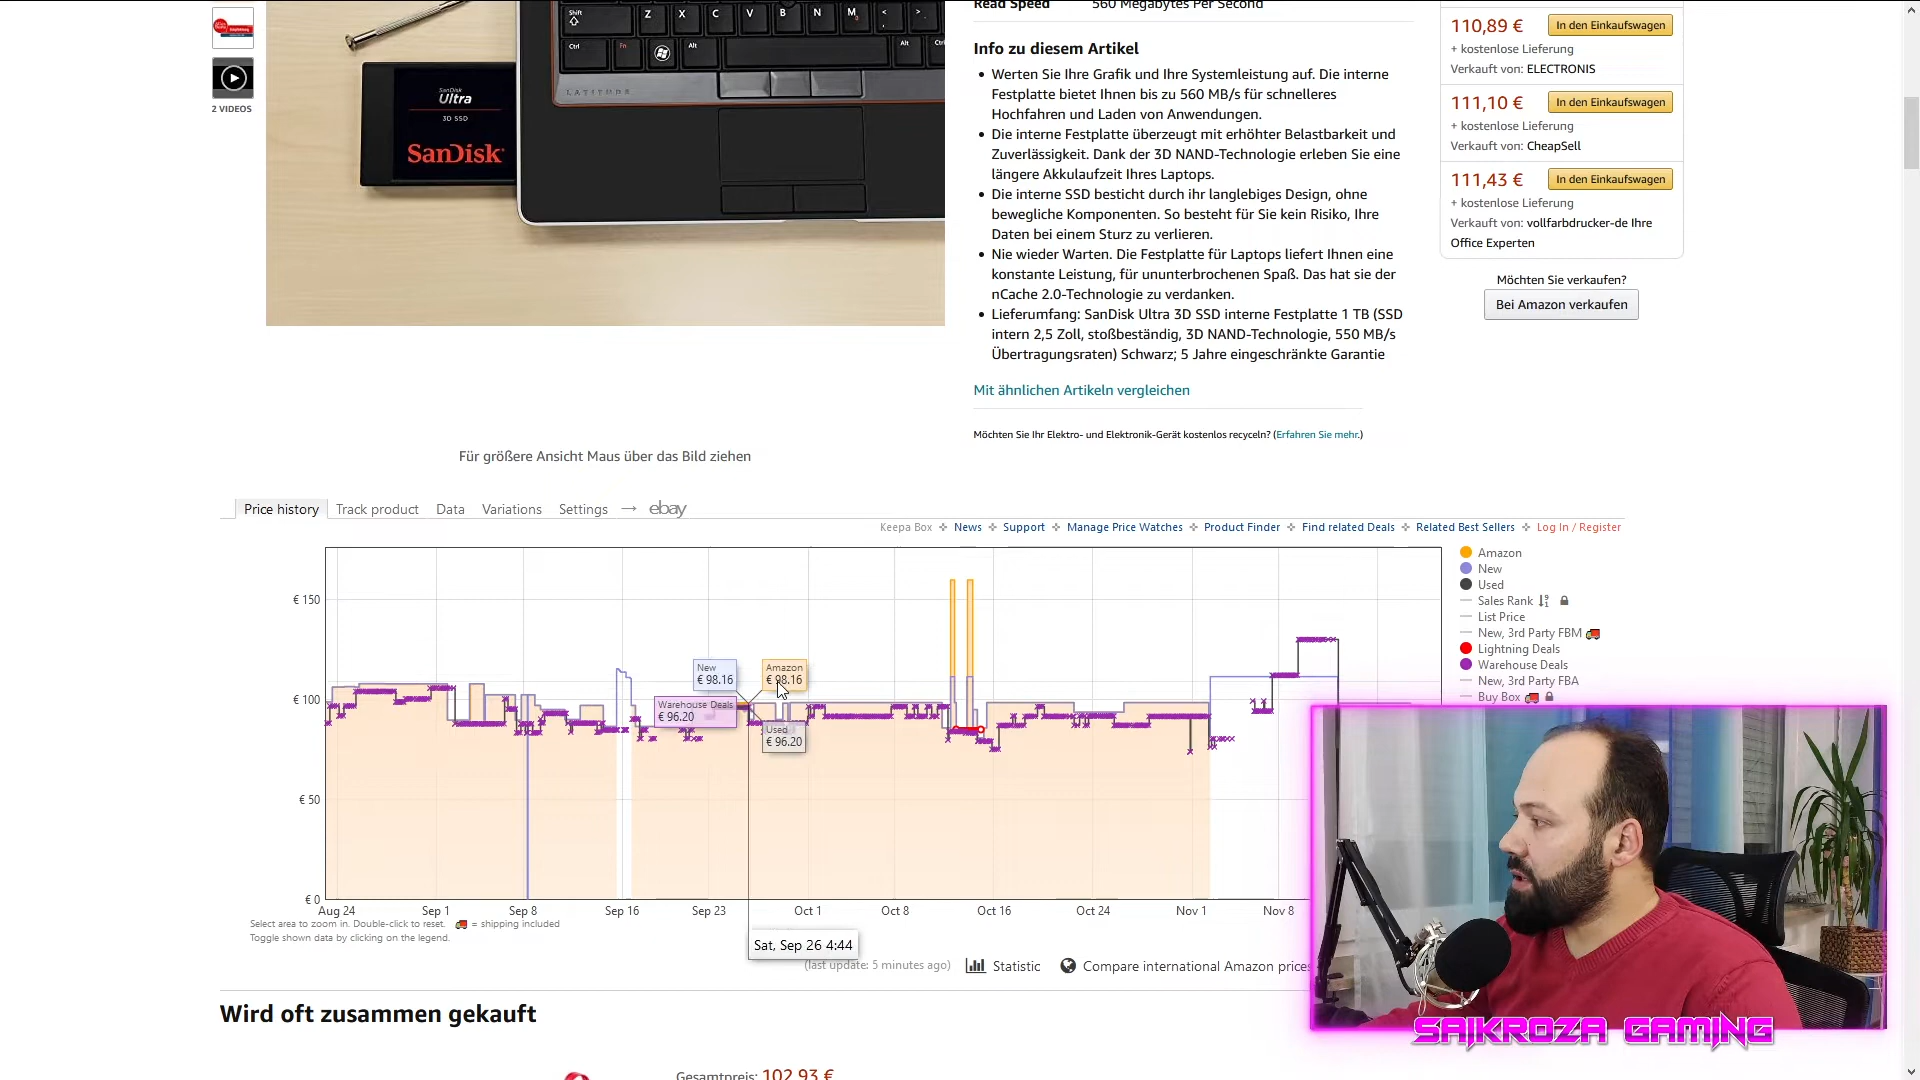 2 VIDEOS
Shift
Z X C V B N M < >
Ctrl Fn Alt Alt Ctrl
LATITUDE
SanDisk
Ultra
3D SSD
SanDisk
Für größere Ansicht Maus über das Bild ziehen
Read Speed 560 Megabytes Per Second
Info zu diesem Artikel
Werten Sie Ihre Grafik und Ihre Systemleistung auf. Die interne
Festplatte bietet Ihnen bis zu 560 MB/s für schnelleres
Hochfahren und Laden von Anwendungen.
Die interne Festplatte überzeugt mit erhöhter Belastbarkeit und
Zuverlässigkeit. Dank der 3D NAND-Technologie erleben Sie eine
längere Akkulaufzeit Ihres Laptops.
Die interne SSD besticht durch ihr langlebiges Design, ohne
bewegliche Komponenten. So besteht für Sie kein Risiko, Ihre
Daten bei einem Sturz zu verlieren.
Nie wieder Warten. Die Festplatte für Laptops liefert Ihnen eine
konstante Leistung, für ununterbrochenen Spaß. Das hat sie der
nCache 2.0-Technologie zu verdanken.
Lieferumfang: SanDisk Ultra 3D SSD interne Festplatte 1 TB (SSD
intern 2,5 Zoll, stoßbeständig, 3D NAND-Technologie, 550 MB/s
Übertragungsraten) Schwarz; 5 Jahre eingeschränkte Garantie
Mit ähnlichen Artikeln vergleichen
Möchten Sie Ihr Elektro- und Elektronik-Gerät kostenlos recyceln? (Erfahren Sie mehr.)
110,89 € In den Einkaufswagen
+ kostenlose Lieferung
Verkauft von: ELECTRONIS
111,10 € In den Einkaufswagen
+ kostenlose Lieferung
Verkauft von: CheapSell
111,43 € In den Einkaufswagen
+ kostenlose Lieferung
Verkauft von: vollfarbdrucker-de Ihre
Office Experten
Möchten Sie verkaufen?
Bei Amazon verkaufen
Price history Track product Data Variations Settings → ebay
Keepa Box News Support Manage Price Watches Product Finder Find related Deals Related Best Sellers Log In / Register
€ 150
€ 100
€ 50
€ 0
New
€ 98.16
Amazon
€ 98.16
Warehouse Deals
€ 96.20
Used
€ 96.20
Aug 24 Sep 1 Sep 8 Sep 16 Sep 23 Oct 1 Oct 8 Oct 16 Oct 24 Nov 1 Nov 8
Amazon
New
Used
Sales Rank
List Price
New, 3rd Party FBM
Lightning Deals
Warehouse Deals
New, 3rd Party FBA
Buy Box
Select area to zoom in. Double-click to reset. = shipping included
Toggle shown data by clicking on the legend.
Sat, Sep 26 4:44
(last update: 5 minutes ago) Statistic Compare international Amazon prices
Wird oft zusammen gekauft
Gesamtpreis: 102,93 €
SAIKROZA GAMING